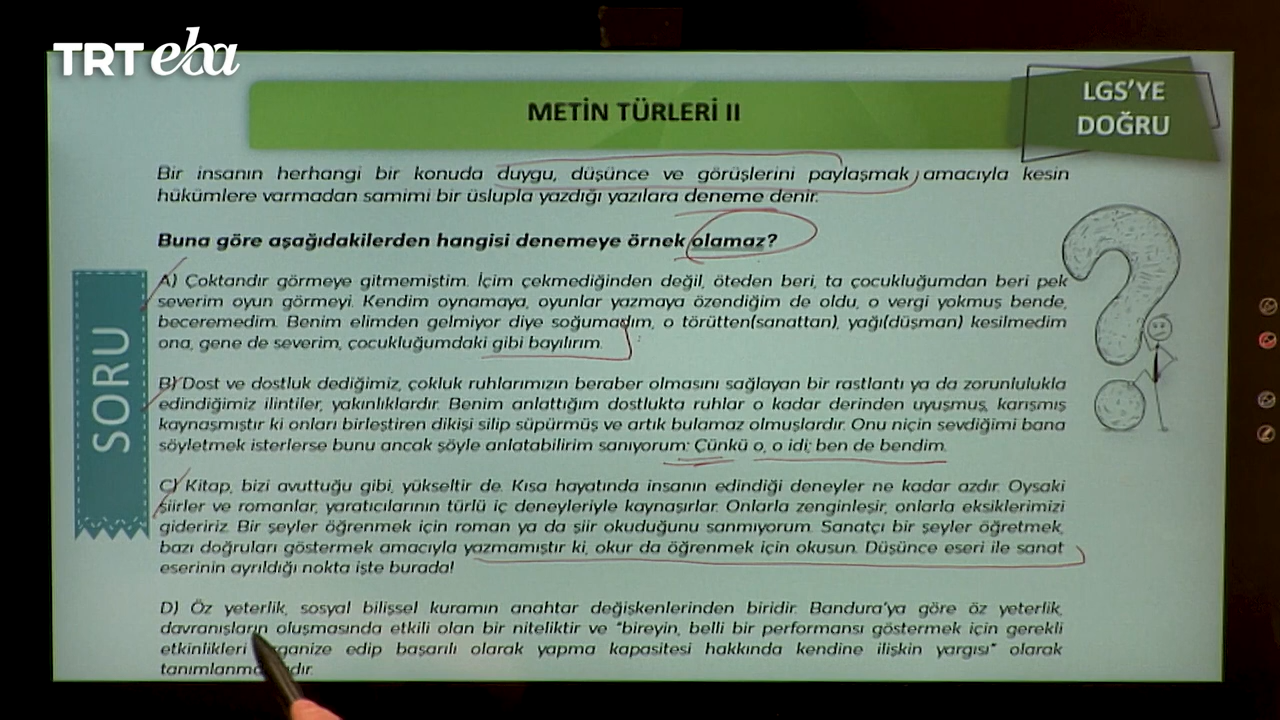 TRT eba
METİN TÜRLERİ II
LGS'YE
DOĞRU
Bir insanın herhangi bir konuda duygu, düşünce ve görüşlerini paylaşmak amacıyla kesin
hükümlere varmadan samimi bir üslupla yazdığı yazılara deneme denir.
Buna göre aşağıdakilerden hangisi denemeye örnek olamaz?
SORU
A) Çoktandır görmeye gitmemiştim. İçim çekmediğinden değil, öteden beri, ta çocukluğumdan beri pek
severim oyun görmeyi. Kendim oynamaya, oyunlar yazmaya özendiğim de oldu, o vergi yokmuş bende,
beceremedim. Benim elimden gelmiyor diye soğumadım, o törütten(sanattan), yağı(düşman) kesilmedim
ona, gene de severim, çocukluğumdaki gibi bayılırım.
B) Dost ve dostluk dediğimiz, çokluk ruhlarımızın beraber olmasını sağlayan bir rastlantı ya da zorunlulukla
edindiğimiz ilintiler, yakınlıklardır. Benim anlattığım dostlukta ruhlar o kadar derinden uyuşmuş, karışmış
kaynaşmıştır ki onları birleştiren dikişi silip süpürmüş ve artık bulamaz olmuşlardır. Onu niçin sevdiğimi bana
söyletmek isterlerse bunu ancak şöyle anlatabilirim sanıyorum: Çünkü o, o idi; ben de bendim.
C) Kitap, bizi avuttuğu gibi, yükseltir de. Kısa hayatında insanın edindiği deneyler ne kadar azdır. Oysaki
şiirler ve romanlar, yaratıcılarının türlü iç deneyleriyle kaynaşırlar. Onlarla zenginleşir, onlarla eksiklerimizi
gideririz. Bir şeyler öğrenmek için roman ya da şiir okuduğunu sanmıyorum. Sanatçı bir şeyler öğretmek,
bazı doğruları göstermek amacıyla yazmamıştır ki, okur da öğrenmek için okusun. Düşünce eseri ile sanat
eserinin ayrıldığı nokta işte burada!
D) Öz yeterlik, sosyal bilişsel kuramın anahtar değişkenlerinden biridir. Bandura'ya göre öz yeterlik,
davranışların oluşmasında etkili olan bir niteliktir ve "bireyin, belli bir performansı göstermek için gerekli
etkinlikleri edip başarılı olarak yapma kapasitesi hakkında kendine ilişkin yargısı" olarak